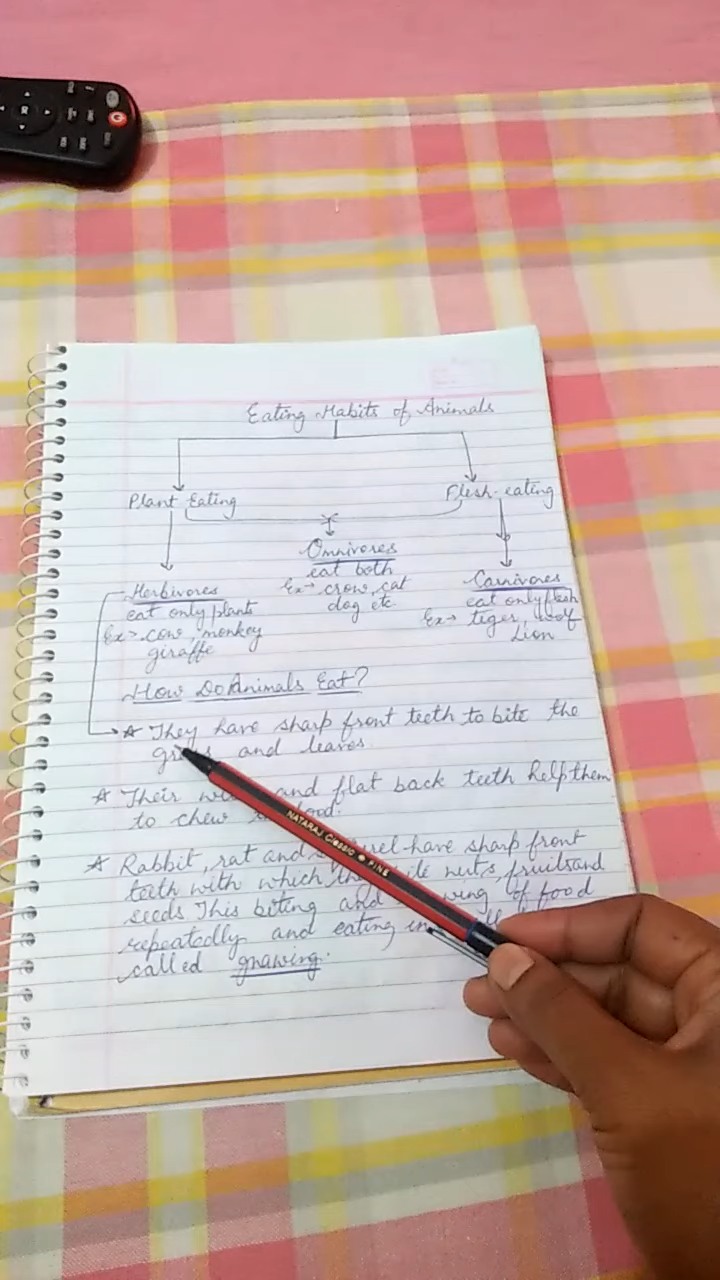 Eating Habits of Animals
Plant Eating
Flesh-eating
Omnivores
eat both
Ex→ crow, cat
dog etc
Herbivores
eat only plants
Ex> cow, monkey
giraffe
Carnivores
eat only flesh
Ex→ tiger, wolf
Lion
How Do Animals Eat?
They have sharp front teeth to bite the
and leaves
Their and flat back teeth help them
to chew food.
Rabbit, rat and have sharp front
teeth with which nuts, fruits and
seeds This biting and of food
repeatedly and eating in
called gnawing.
NATARAJ CLASSIC FINE